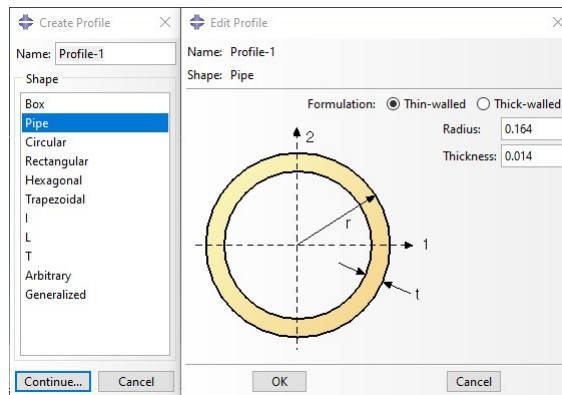 Create Profile
Name: Profile-1
Shape
Box
Pipe
Circular
Rectangular
Hexagonal
Trapezoidal
I
L
T
Arbitrary
Generalized
Continue...
Cancel
Edit Profile
Name: Profile-1
Shape: Pipe
Formulation: Thin-walled Thick-walled
Radius: 0.164
Thickness: 0.014
2
r
1
t
OK
Cancel